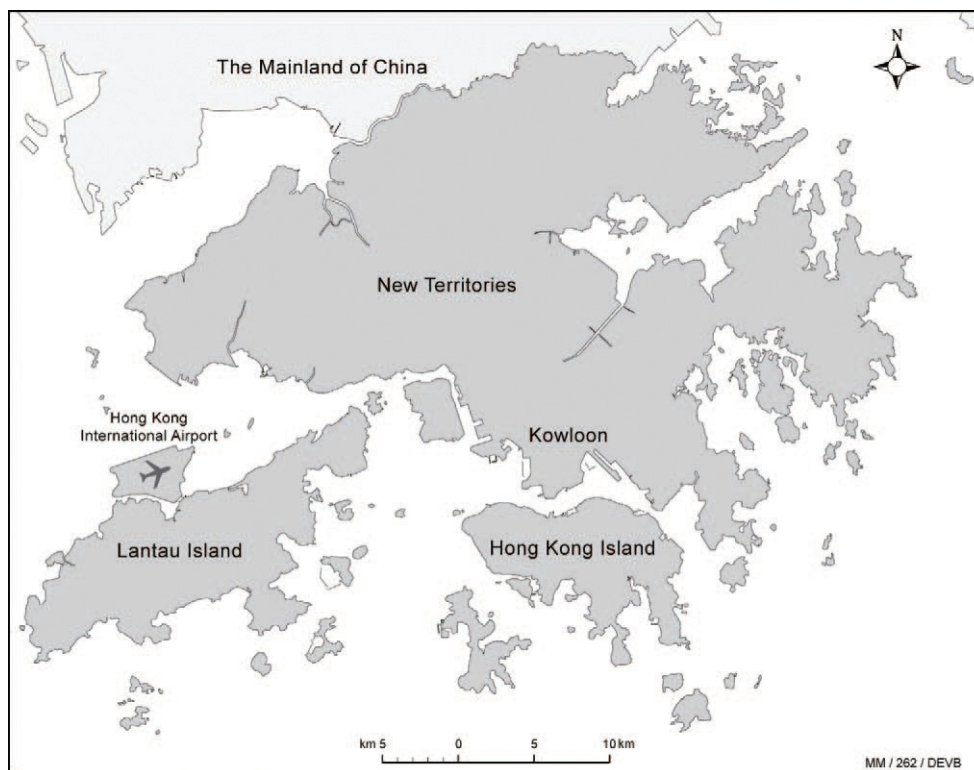 The Mainland of China
N
New Territories
Hong Kong
International Airport
Kowloon
Lantau Island
Hong Kong Island
km 5 0 5 10 km
MM / 262 / DEVB